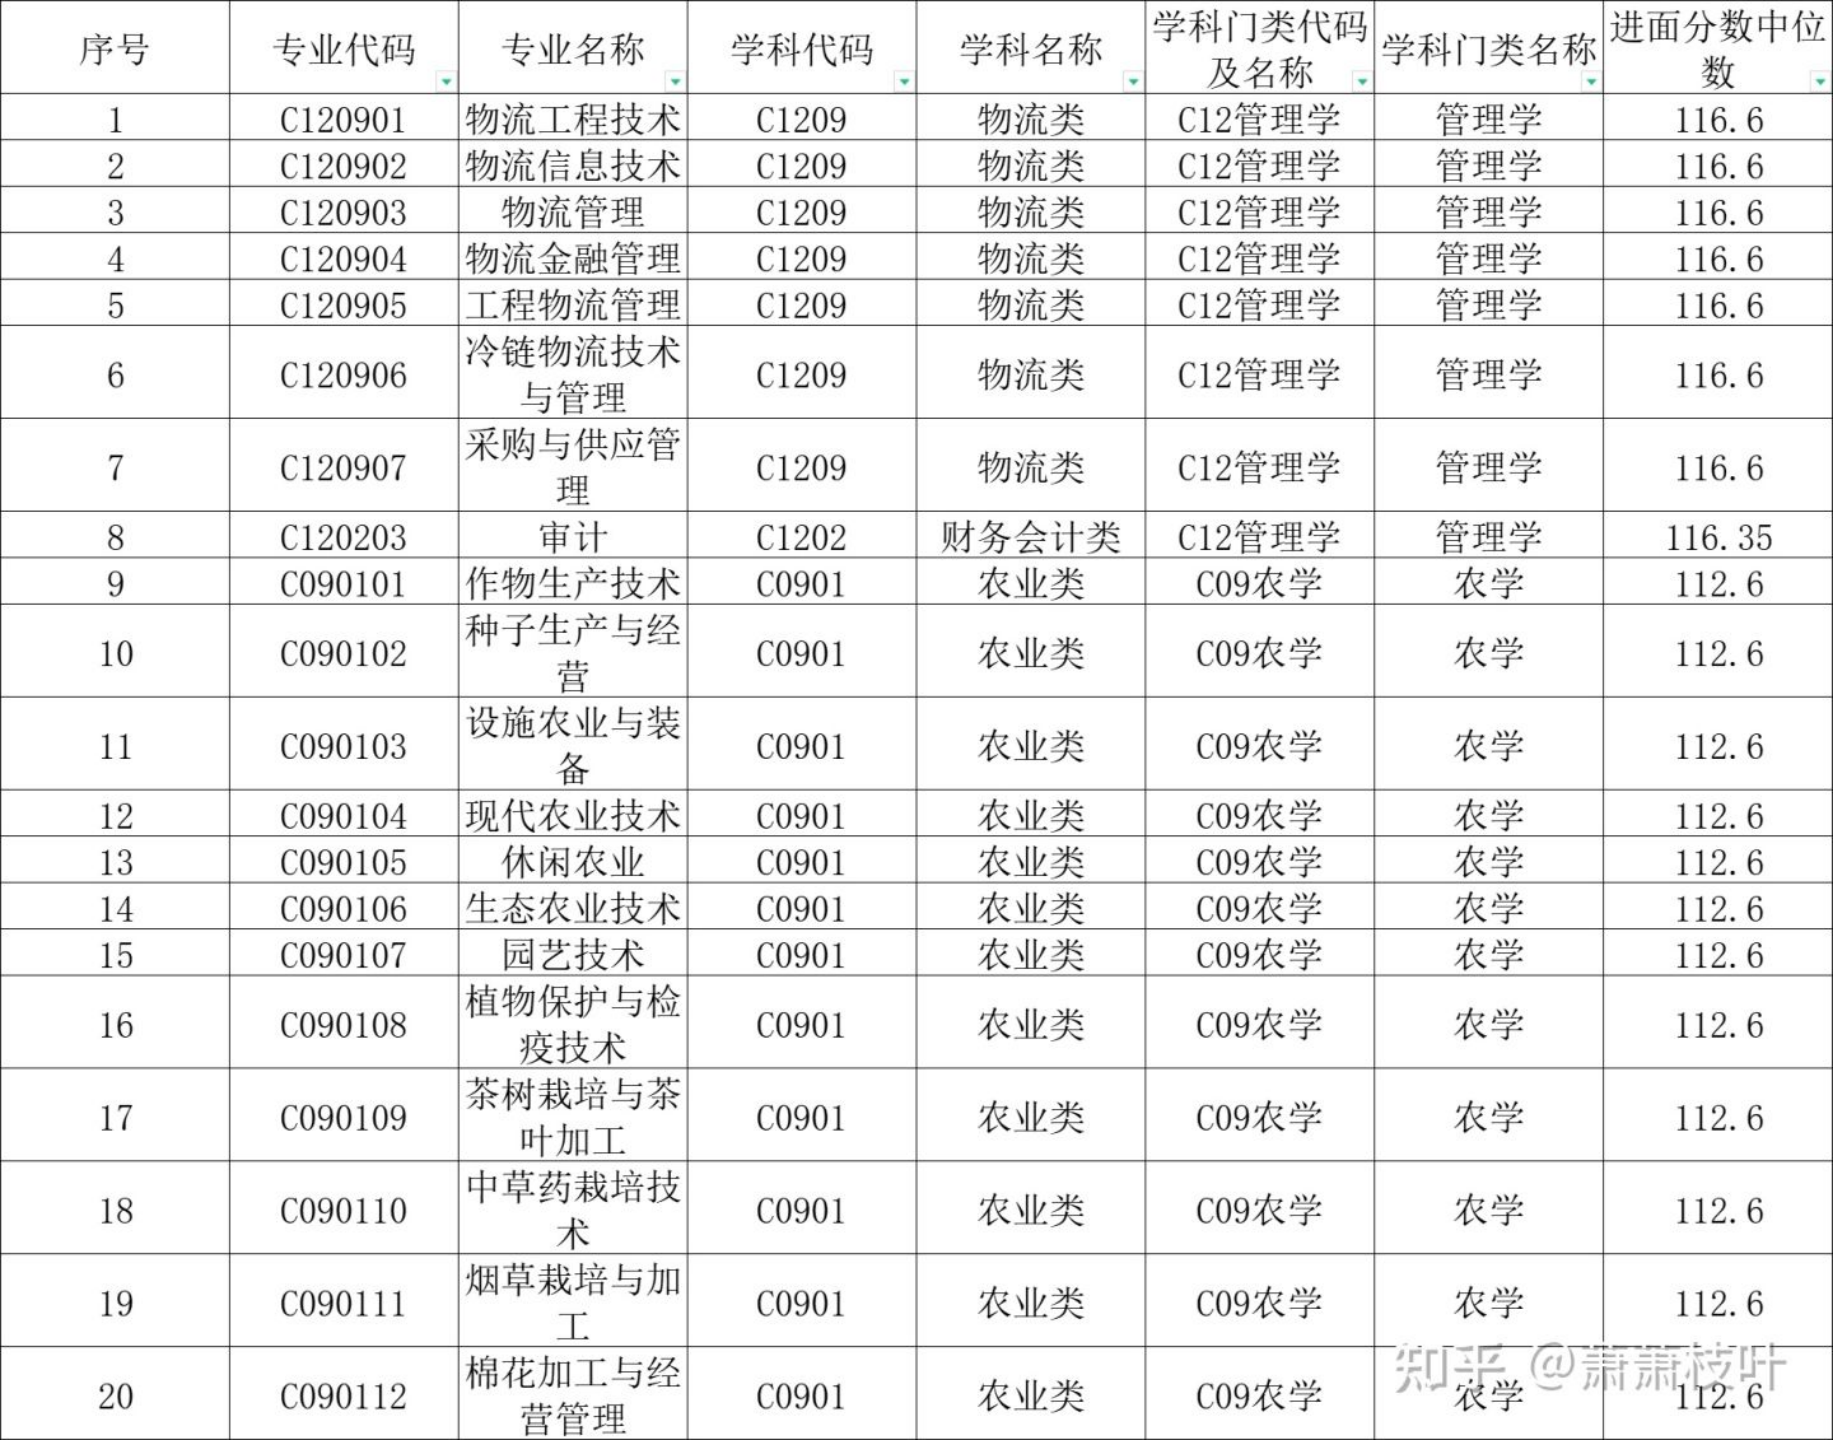 序号 专业代码 专业名称 学科代码 学科名称 学科门类代码及名称 学科门类名称 进面分数中位数
1 C120901 物流工程技术 C1209 物流类 C12管理学 管理学 116.6
2 C120902 物流信息技术 C1209 物流类 C12管理学 管理学 116.6
3 C120903 物流管理 C1209 物流类 C12管理学 管理学 116.6
4 C120904 物流金融管理 C1209 物流类 C12管理学 管理学 116.6
5 C120905 工程物流管理 C1209 物流类 C12管理学 管理学 116.6
6 C120906 冷链物流技术与管理 C1209 物流类 C12管理学 管理学 116.6
7 C120907 采购与供应管理 C1209 物流类 C12管理学 管理学 116.6
8 C120203 审计 C1202 财务会计类 C12管理学 管理学 116.35
9 C090101 作物生产技术 C0901 农业类 C09农学 农学 112.6
10 C090102 种子生产与经营 C0901 农业类 C09农学 农学 112.6
11 C090103 设施农业与装备 C0901 农业类 C09农学 农学 112.6
12 C090104 现代农业技术 C0901 农业类 C09农学 农学 112.6
13 C090105 休闲农业 C0901 农业类 C09农学 农学 112.6
14 C090106 生态农业技术 C0901 农业类 C09农学 农学 112.6
15 C090107 园艺技术 C0901 农业类 C09农学 农学 112.6
16 C090108 植物保护与检疫技术 C0901 农业类 C09农学 农学 112.6
17 C090109 茶树栽培与茶叶加工 C0901 农业类 C09农学 农学 112.6
18 C090110 中草药栽培技术 C0901 农业类 C09农学 农学 112.6
19 C090111 烟草栽培与加工 C0901 农业类 C09农学 农学 112.6
20 C090112 棉花加工与经营管理 C0901 农业类 C09农学 农学 112.6
知乎 @萧萧枝叶